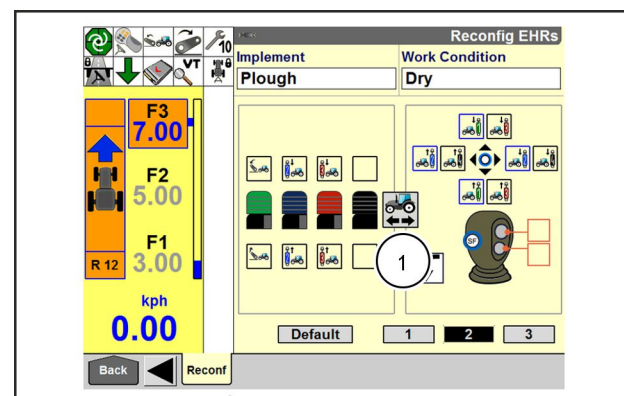 Reconfig EHRs
10
VT
Implement
Work Condition
Plough
Dry
F3
7.00
F2
5.00
F1
3.00
R 12
kph
0.00
SF
1
Default
1
2
3
Back
Reconf